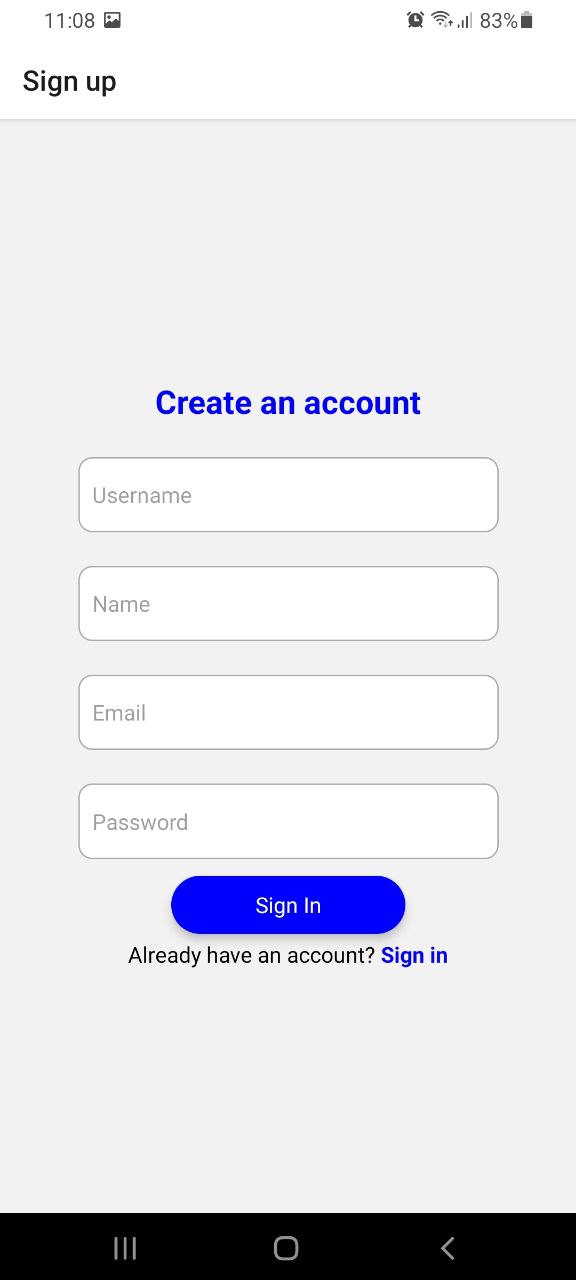 11:08 83%
Sign up
Create an account
Username
Name
Email
Password
Sign In
Already have an account? Sign in